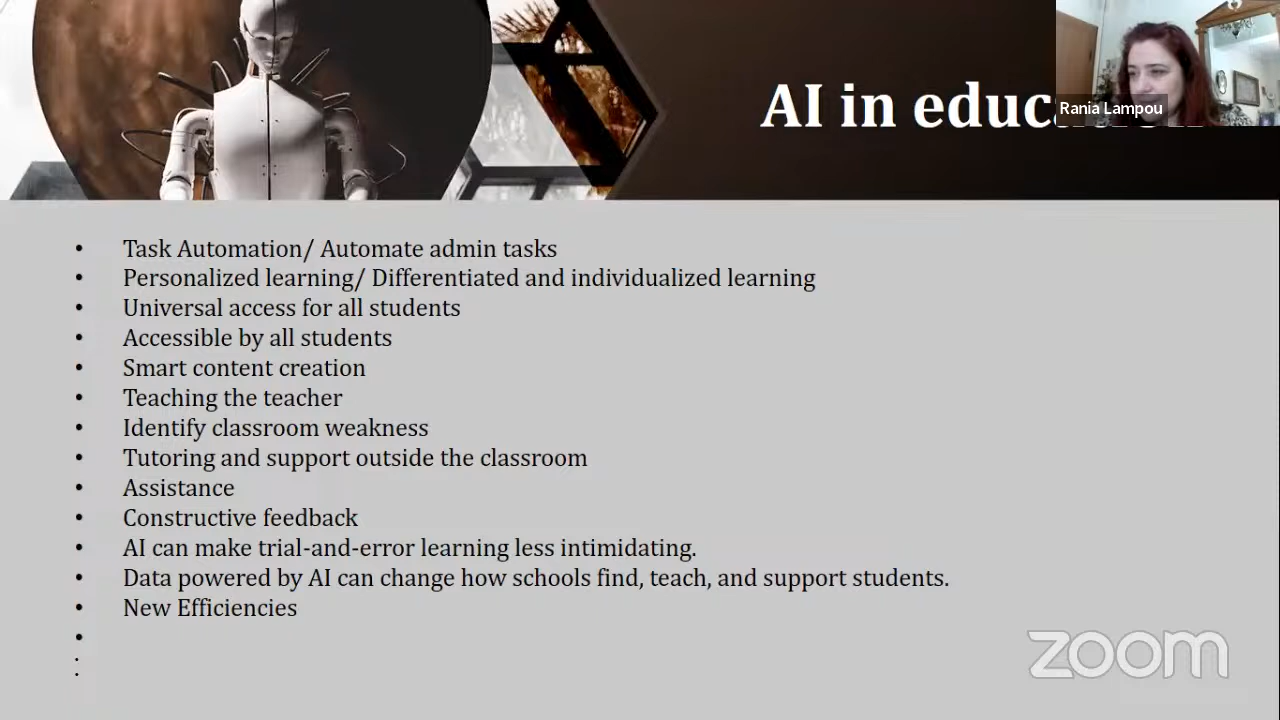 AI in educ
Rania Lampou
• Task Automation/ Automate admin tasks
• Personalized learning/ Differentiated and individualized learning
• Universal access for all students
• Accessible by all students
• Smart content creation
• Teaching the teacher
• Identify classroom weakness
• Tutoring and support outside the classroom
• Assistance
• Constructive feedback
• AI can make trial-and-error learning less intimidating.
• Data powered by AI can change how schools find, teach, and support students.
• New Efficiencies
zoom